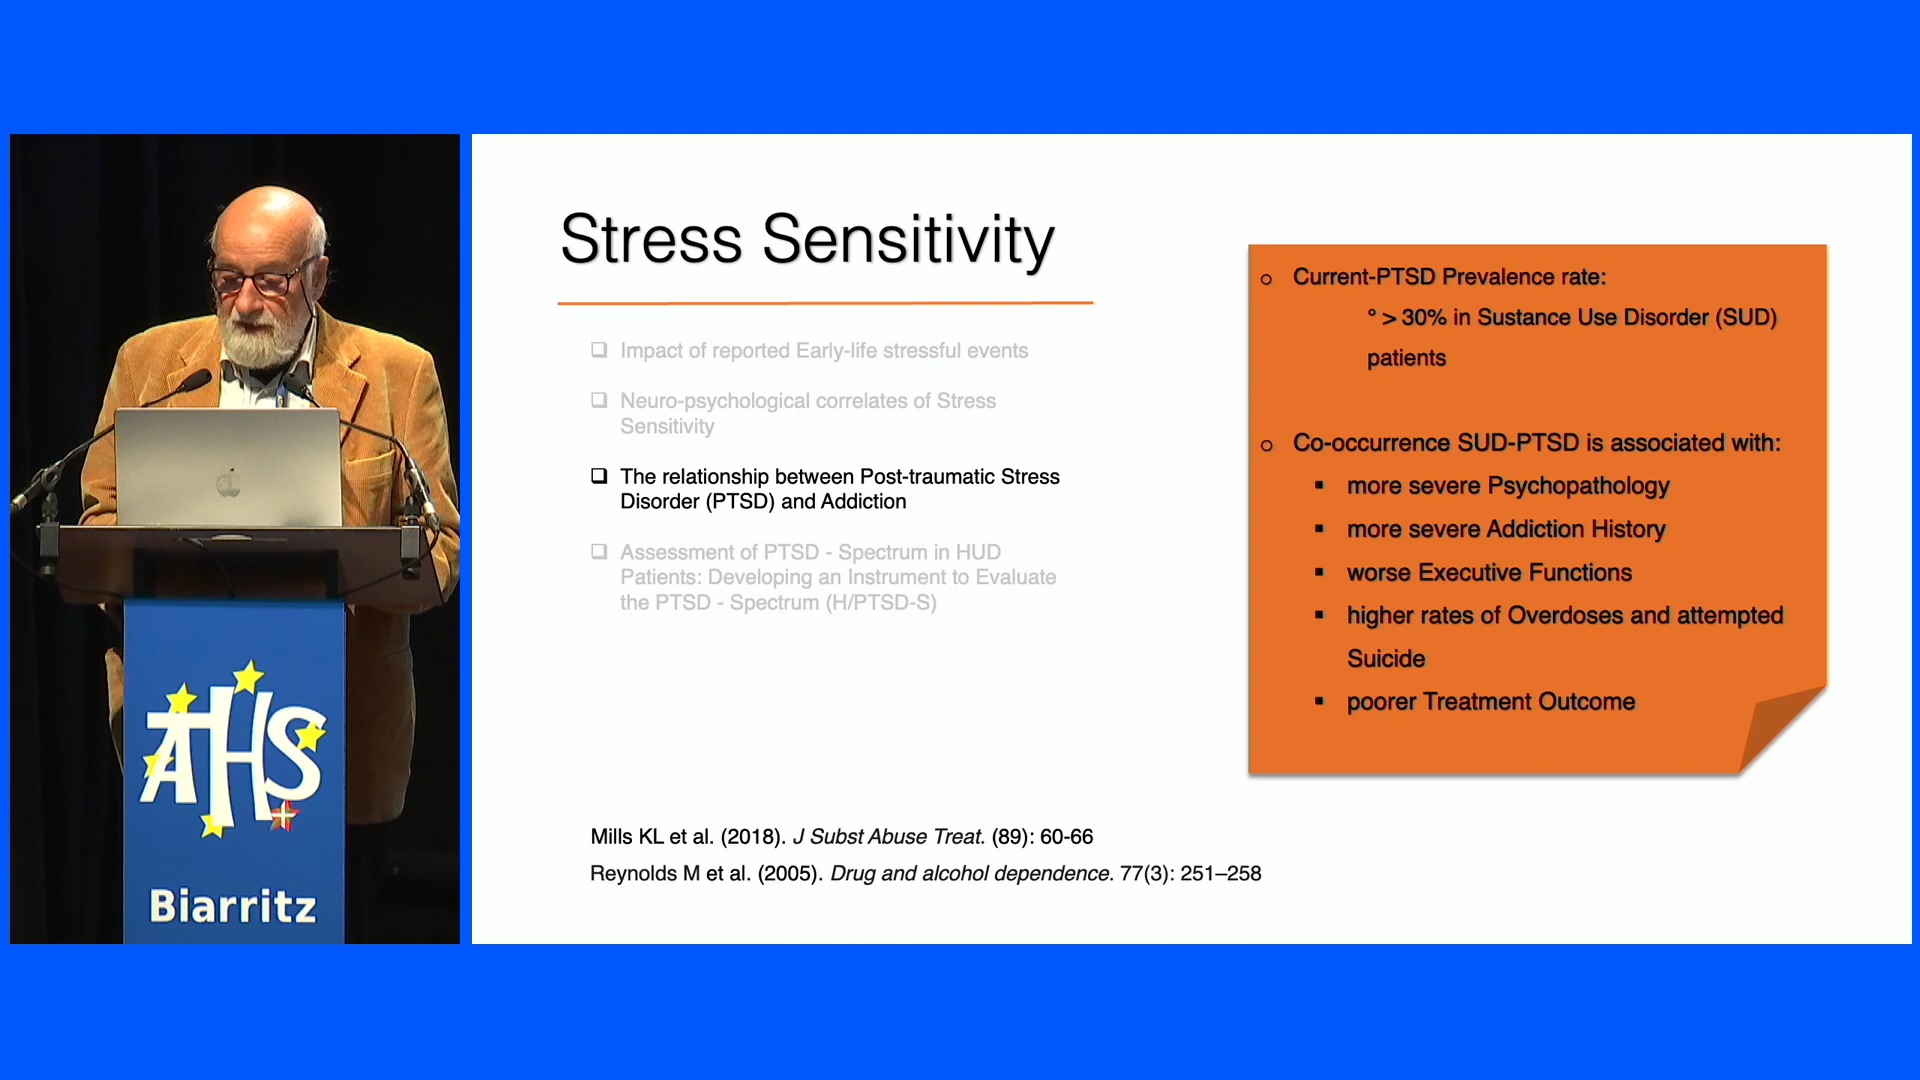 Stress Sensitivity
❑ Impact of reported Early-life stressful events
❑ Neuro-psychological correlates of Stress
Sensitivity
❑ The relationship between Post-traumatic Stress
Disorder (PTSD) and Addiction
❑ Assessment of PTSD - Spectrum in HUD
Patients: Developing an Instrument to Evaluate
the PTSD - Spectrum (H/PTSD-S)
o Current-PTSD Prevalence rate:
° > 30% in Sustance Use Disorder (SUD)
patients
o Co-occurrence SUD-PTSD is associated with:
▪ more severe Psychopathology
▪ more severe Addiction History
▪ worse Executive Functions
▪ higher rates of Overdoses and attempted
Suicide
▪ poorer Treatment Outcome
Mills KL et al. (2018). J Subst Abuse Treat. (89): 60-66
Reynolds M et al. (2005). Drug and alcohol dependence. 77(3): 251–258
ATHS
Biarritz